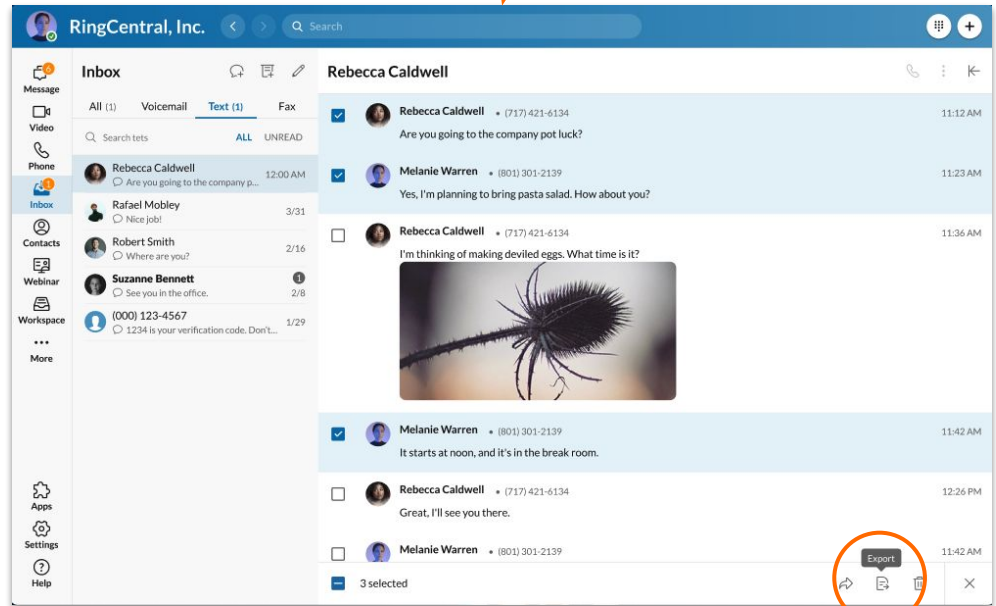 RingCentral, Inc.
Search
Message
6
Video
Phone
Inbox
1
Contacts
Webinar
Workspace
More
Apps
Settings
Help
Inbox
All (1) Voicemail Text (1) Fax
Search tets ALL UNREAD
Rebecca Caldwell 12:00 AM
Are you going to the company p...
Rafael Mobley 3/31
Nice job!
Robert Smith 2/16
Where are you?
Suzanne Bennett 1
See you in the office. 2/8
(000) 123-4567 1/29
1234 is your verification code. Don't...
Rebecca Caldwell
Rebecca Caldwell • (717) 421-6134 11:12 AM
Are you going to the company pot luck?
Melanie Warren • (801) 301-2139 11:23 AM
Yes, I'm planning to bring pasta salad. How about you?
Rebecca Caldwell • (717) 421-6134 11:36 AM
I'm thinking of making deviled eggs. What time is it?
Melanie Warren • (801) 301-2139 11:42 AM
It starts at noon, and it's in the break room.
Rebecca Caldwell • (717) 421-6134 12:26 PM
Great, I'll see you there.
Melanie Warren • (801) 301-2139 11:42 AM
Export
3 selected